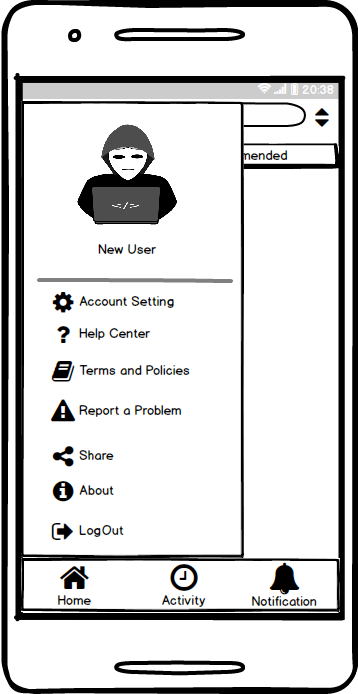 20:38
mended
</>
New User
Account Setting
Help Center
Terms and Policies
Report a Problem
Share
About
LogOut
Home Activity Notification